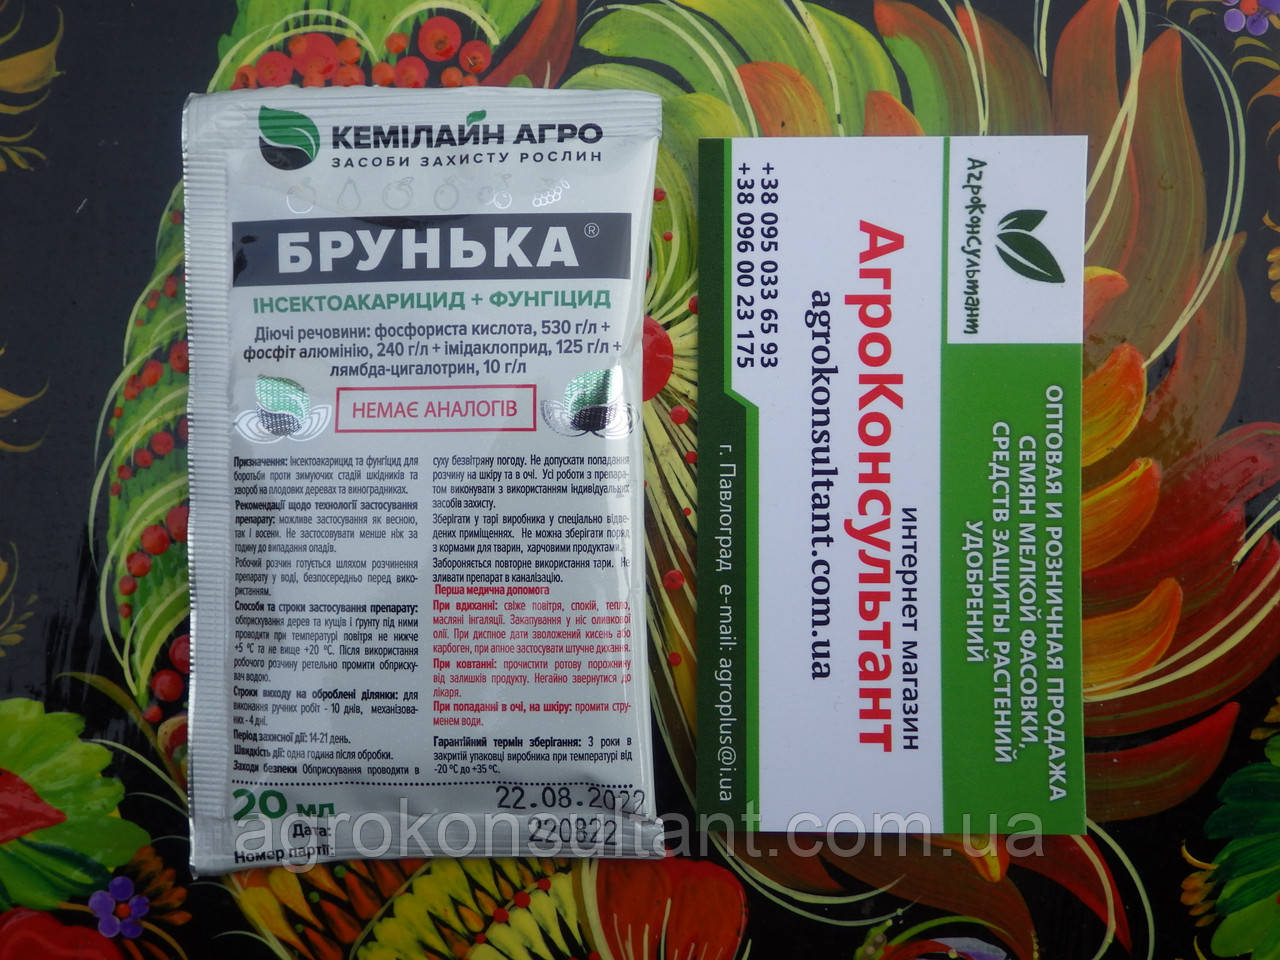 КЕМІЛАЙН АГРО
ЗАСОБИ ЗАХИСТУ РОСЛИН
БРУНЬКА®
ІНСЕКТОАКАРИЦИД + ФУНГІЦИД
Діючі речовини: фосфориста кислота, 530 г/л +
фосфіт алюмінію, 240 г/л + імідаклоприд, 125 г/л +
лямбда-цигалотрин, 10 г/л
НЕМАЄ АНАЛОГІВ
Призначення: Інсектоакарицид та фунгіцид для
боротьби проти зимуючих стадій шкідників та
хвороб на плодових деревах та виноградниках.
Рекомендації щодо технології застосування
препарату: можливе застосування як весною,
так і восени. Не застосовувати менше ніж за
годину до випадання опадів.
Робочий розчин готується шляхом розчинення
препарату у воді, безпосередньо перед вико-
ристанням.
Способи та строки застосування препарату:
обприскування дерев та кущів і ґрунту під ними
проводити при температурі повітря не нижче
+5 °С та не вище +20 °С. Після використання
робочого розчину ретельно промити обприску-
вач водою.
Строки виходу на оброблені ділянки: для
виконання ручних робіт - 10 днів, механізова-
них - 4 дні.
Період захисної дії: 14-21 день.
Швидкість дії: одна година після обробки.
Заходи безпеки Обприскування проводити в
суху безвітряну погоду. Не допускати попадання
розчину на шкіру та в очі. Усі роботи з препара-
том виконувати з використанням індивідуальних
засобів захисту.
Зберігати у тарі виробника у спеціально відве-
дених приміщеннях. Не можна зберігати поряд
з кормами для тварин, харчовими продуктами.
Забороняється повторне використання тари. Не
зливати препарат в каналізацію.
Перша медична допомога
При вдиханні: свіже повітря, спокій, тепло,
масляні інгаляції. Закапування у ніс оливкової
олії. При диспное дати зволожений кисень або
карбоген, при апное застосувати штучне дихання.
При ковтанні: прочистити ротову порожнину
від залишків продукту. Негайно звернутися до
лікаря.
При попаданні в очі, на шкіру: промити стру-
менем води.
Гарантійний термін зберігання: 3 роки в
закритій упаковці виробника при температурі від
-20 °С до +35 °С.
20 мл
Дата:
Номер партії:
22.08.2022
220822
АгроКонсультант
ОПТОВАЯ И РОЗНИЧНАЯ ПРОДАЖА
СЕМЯН МЕЛКОЙ ФАСОВКИ,
СРЕДСТВ ЗАЩИТЫ РАСТЕНИЙ
УДОБРЕНИЙ
интернет магазин
АгроКонсультант
agrokonsultant.com.ua
+38 095 033 65 93
+38 096 00 23 175
г. Павлоград e-mail: agroplus@i.ua
agrokonsultant.com.ua